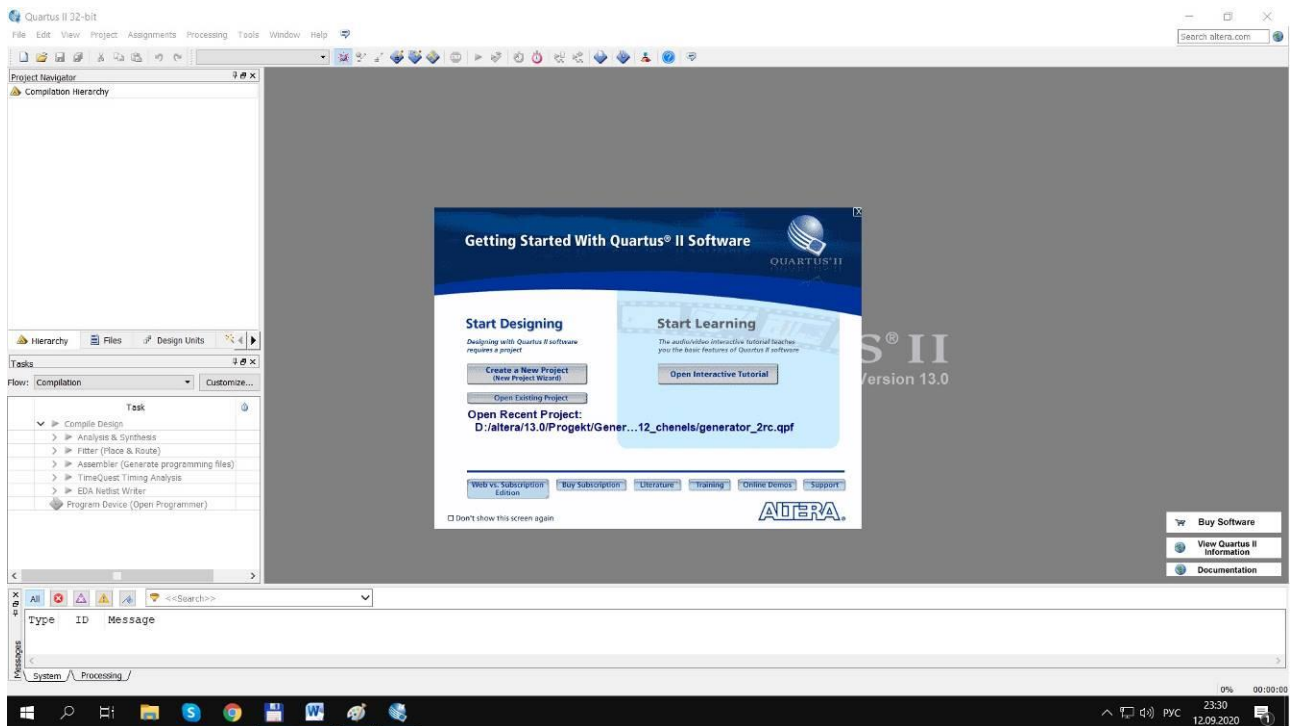 Quartus II 32-bit
File Edit View Project Assignments Processing Tools Window Help
Search altera.com
Project Navigator
Compilation Hierarchy
Hierarchy Files Design Units
Tasks
Flow: Compilation Customize...
Task
Compile Design
Analysis & Synthesis
Fitter (Place & Route)
Assembler (Generate programming files)
TimeQuest Timing Analysis
EDA Netlist Writer
Program Device (Open Programmer)
Getting Started With Quartus® II Software
QUARTUS® II
Start Designing
Designing with Quartus II software
requires a project
Create a New Project
(New Project Wizard)
Open Existing Project
Start Learning
The audio/video interactive tutorial teaches
you the basic features of Quartus II software
Open Interactive Tutorial
Open Recent Project:
D:/altera/13.0/Progekt/Gener...12_chenels/generator_2rc.qpf
Web vs. Subscription
Edition
Buy Subscription
Literature
Training
Online Demos
Support
Don't show this screen again
ALTERA®
S® II
Version 13.0
Buy Software
View Quartus II
Information
Documentation
All <<Search>>
Type ID Message
Messages
System Processing
0% 00:00:00
РУС
23:30
12.09.2020